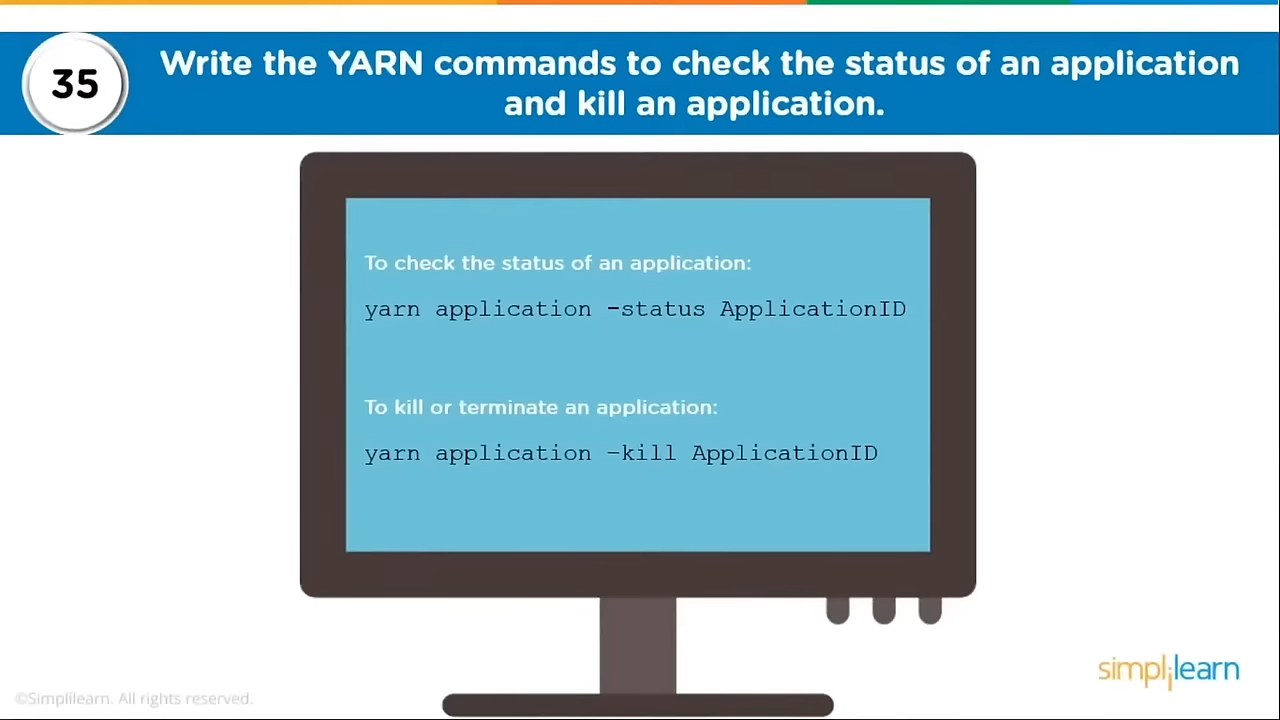 35
Write the YARN commands to check the status of an application
and kill an application.
To check the status of an application:
yarn application -status ApplicationID
To kill or terminate an application:
yarn application –kill ApplicationID
©Simplilearn. All rights reserved.
simplilearn